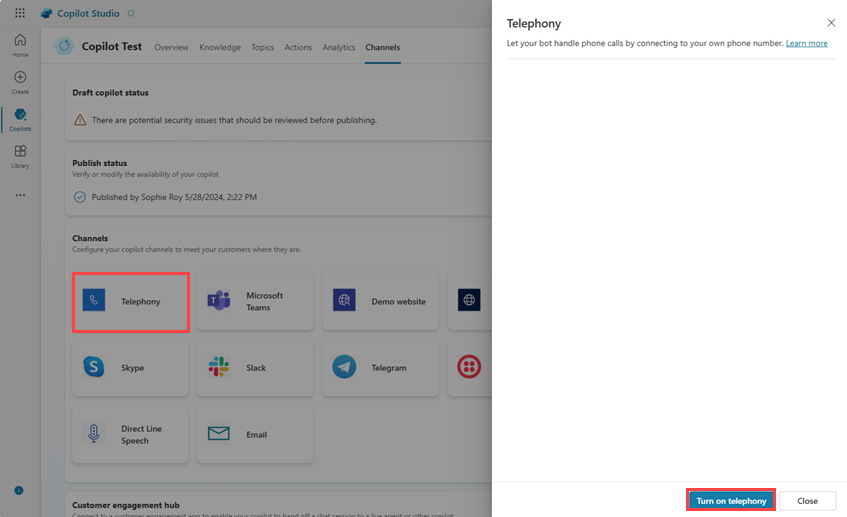 Copilot Studio
Home
Create
Copilots
Library
Copilot Test
Overview
Knowledge
Topics
Actions
Analytics
Channels
Draft copilot status
There are potential security issues that should be reviewed before publishing.
Publish status
Verify or modify the availability of your copilot
Published by Sophie Roy 5/28/2024, 2:22 PM
Channels
Configure your copilot channels to meet your customers where they are.
Telephony
Microsoft
Teams
Demo website
Skype
Slack
Telegram
Direct Line
Speech
Email
Customer engagement hub
Connect to a customer engagement app to enable your copilot to hand off a chat session to a live agent or other copilot.
Telephony
Let your bot handle phone calls by connecting to your own phone number. Learn more
Turn on telephony
Close